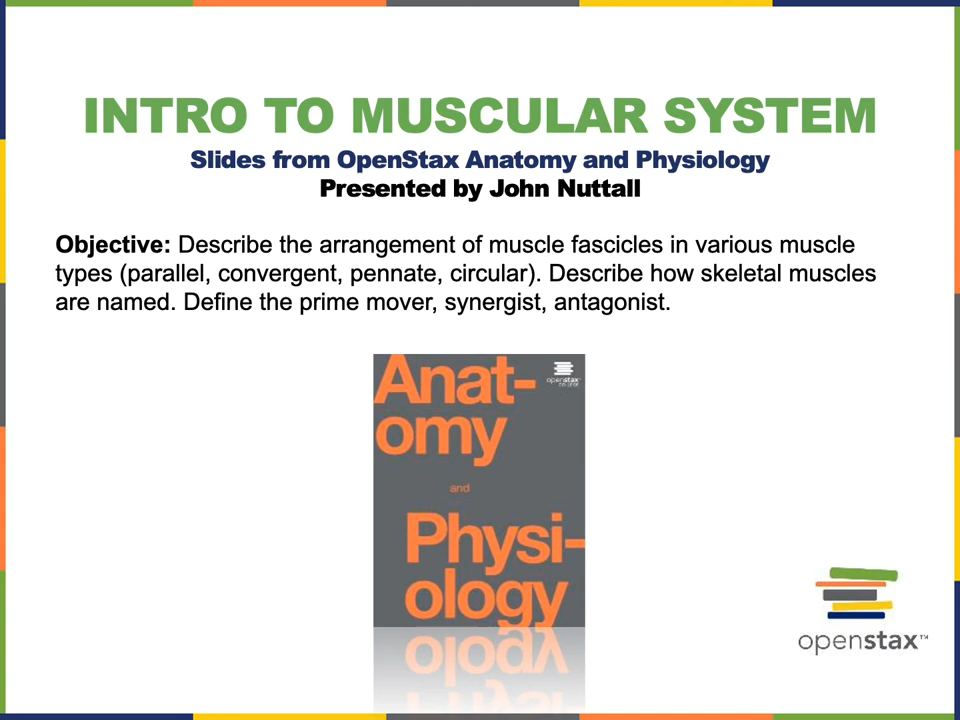 INTRO TO MUSCULAR SYSTEM
Slides from OpenStax Anatomy and Physiology
Presented by John Nuttall
Objective: Describe the arrangement of muscle fascicles in various muscle
types (parallel, convergent, pennate, circular). Describe how skeletal muscles
are named. Define the prime mover, synergist, antagonist.
Anat-
openstax
omy
and
Physi-
ology
openstax™